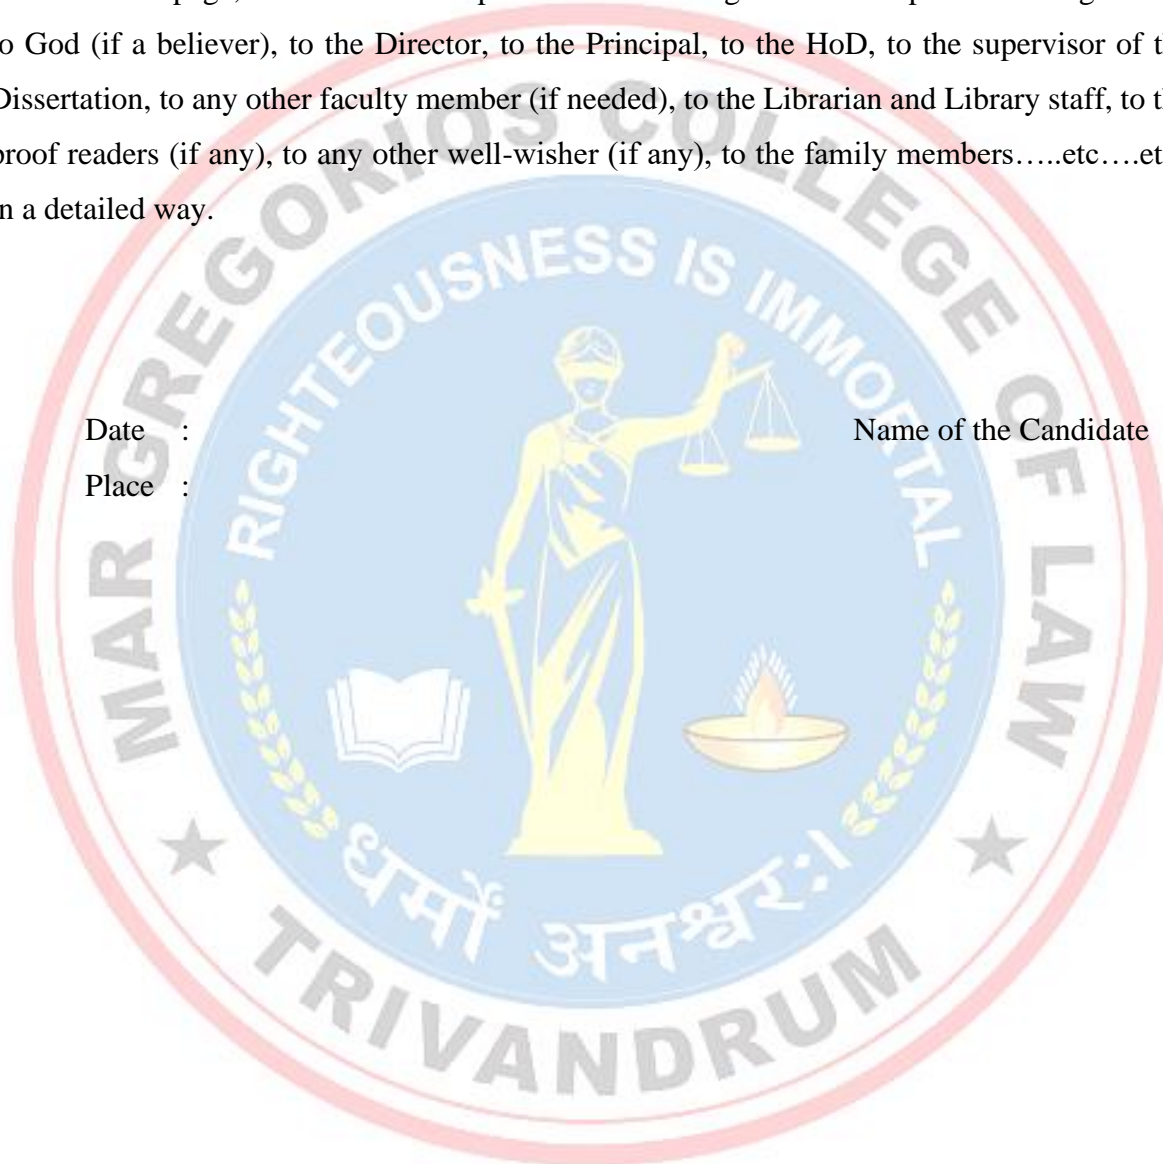 to God (if a believer), to the Director, to the Principal, to the HoD, to the supervisor of
Dissertation, to any other faculty member (if needed), to the Librarian and Library staff, to
proof readers (if any), to any other well-wisher (if any), to the family members…..etc….
in a detailed way.
MAR GREGORIOS COLLEGE OF LAW
RIGHTEOUSNESS IS IMMORTAL
Date :
Name of the Candidate
Place :
धर्मो अनश्वर:।
TRIVANDRUM